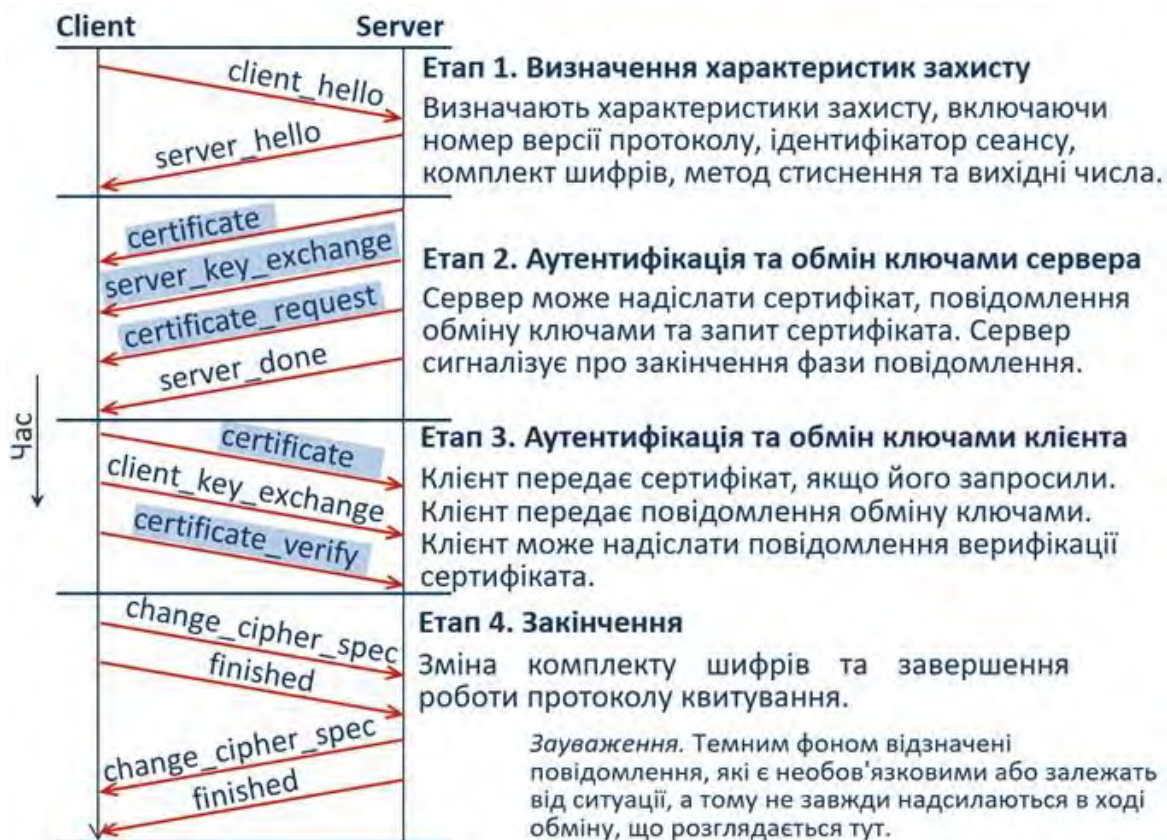 Client
Server
client_hello
server_hello
Етап 1. Визначення характеристик захисту
Визначають характеристики захисту, включаючи
номер версії протоколу, ідентифікатор сеансу,
комплект шифрів, метод стиснення та вихідні числа.
certificate
server_key_exchange
certificate_request
server_done
Етап 2. Аутентифікація та обмін ключами сервера
Сервер може надіслати сертифікат, повідомлення
обміну ключами та запит сертифіката. Сервер
сигналізує про закінчення фази повідомлення.
Час
certificate
client_key_exchange
certificate_verify
Етап 3. Аутентифікація та обмін ключами клієнта
Клієнт передає сертифікат, якщо його запросили.
Клієнт передає повідомлення обміну ключами.
Клієнт може надіслати повідомлення верифікації
сертифіката.
change_cipher_spec
finished
change_cipher_spec
finished
Етап 4. Закінчення
Зміна комплекту шифрів та завершення
роботи протоколу квитування.
Зауваження. Темним фоном відзначені
повідомлення, які є необов'язковими або залежать
від ситуації, а тому не завжди надсилаються в ході
обміну, що розглядається тут.